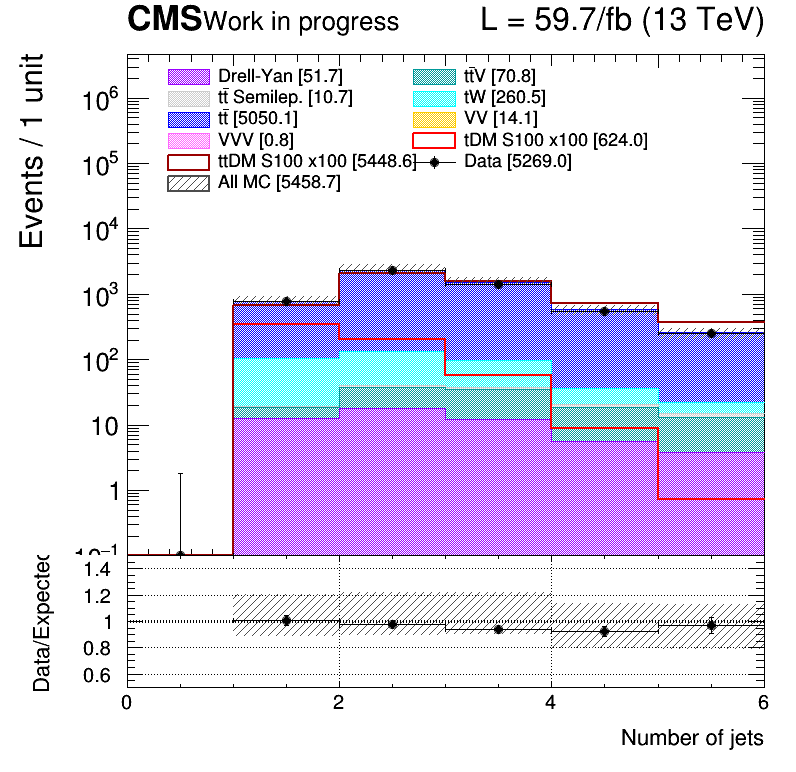 CMS Work in progress L = 59.7/fb (13 TeV)
Events / 1 unit
Drell-Yan [51.7] tt̄V [70.8]
tt̄ Semilep. [10.7] tW [260.5]
tt̄ [5050.1] VV [14.1]
VVV [0.8] tDM S100 x100 [624.0]
ttDM S100 x100 [5448.6] Data [5269.0]
All MC [5458.7]
10⁶
10⁵
10⁴
10³
10²
10
1
10⁻¹
Data/Expected
1.4
1.2
1
0.8
0.6
0 2 4 6
Number of jets